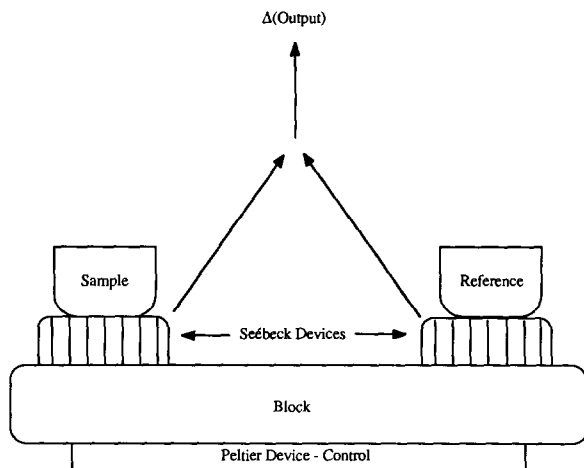 Δ(Output)
Sample
Reference
Seébeck Devices
Block
Peltier Device - Control